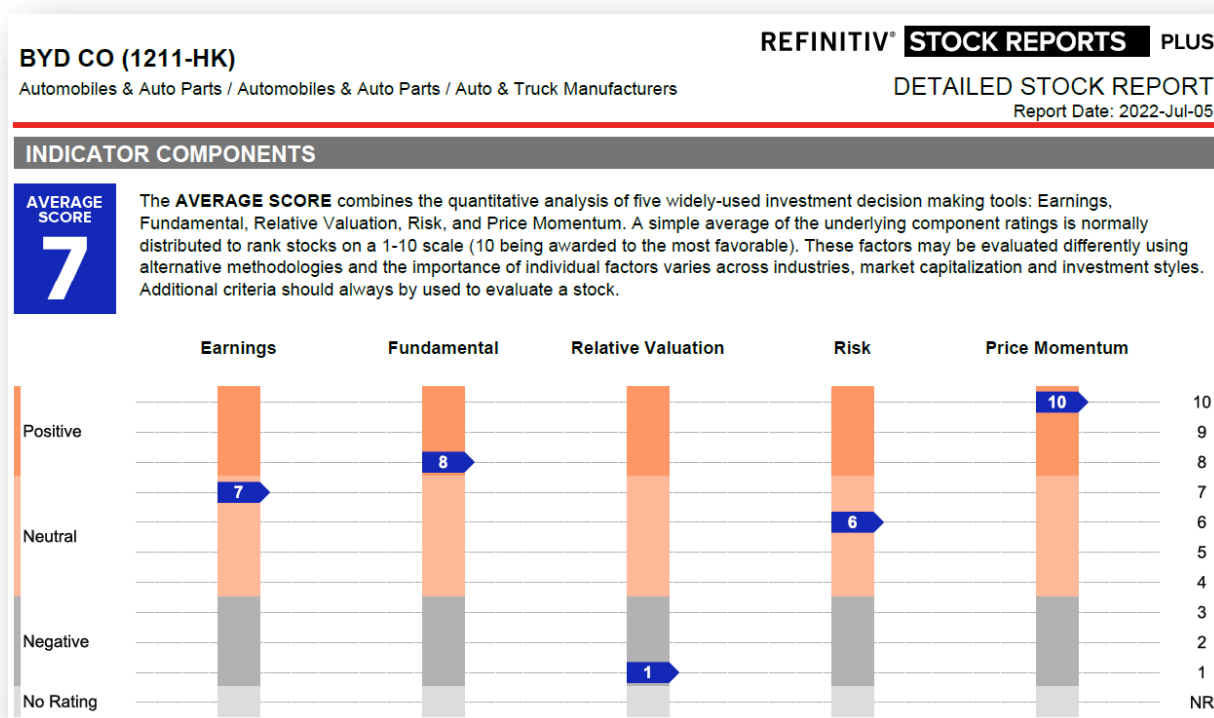 BYD CO (1211-HK)
REFINITIV® STOCK REPORTS PLUS
Automobiles & Auto Parts / Automobiles & Auto Parts / Auto & Truck Manufacturers
DETAILED STOCK REPORT
Report Date: 2022-Jul-05
INDICATOR COMPONENTS
AVERAGE
SCORE
7
The AVERAGE SCORE combines the quantitative analysis of five widely-used investment decision making tools: Earnings,
Fundamental, Relative Valuation, Risk, and Price Momentum. A simple average of the underlying component ratings is normally
distributed to rank stocks on a 1-10 scale (10 being awarded to the most favorable). These factors may be evaluated differently using
alternative methodologies and the importance of individual factors varies across industries, market capitalization and investment styles.
Additional criteria should always by used to evaluate a stock.
Earnings Fundamental Relative Valuation Risk Price Momentum
10 10
Positive 9
8 8
7 7
6 6
Neutral 5
4
3
Negative 2
1 1
No Rating NR